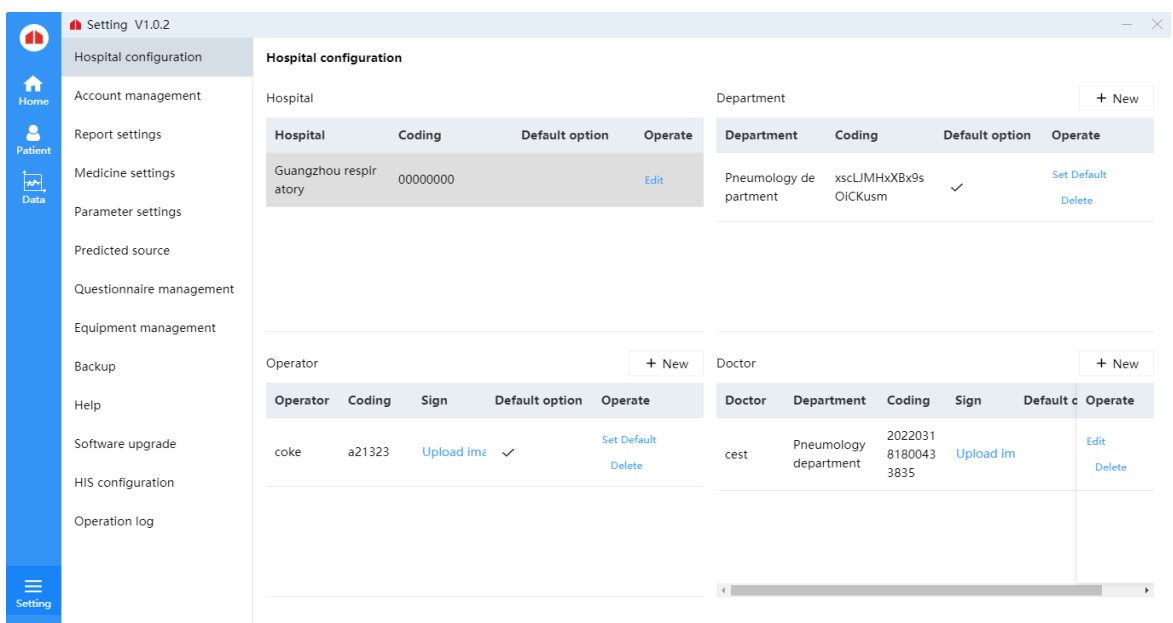 Setting V1.0.2
Home
Patient
Data
Setting
Hospital configuration
Account management
Report settings
Medicine settings
Parameter settings
Predicted source
Questionnaire management
Equipment management
Backup
Help
Software upgrade
HIS configuration
Operation log
Hospital configuration
Hospital
Hospital Coding Default option Operate
Guangzhou respir
atory
00000000
Edit
Department
+ New
Department Coding Default option Operate
Pneumology de
partment
xscLJMHxXBx9s
OiCKusm
✓
Set Default
Delete
Operator
+ New
Operator Coding Sign Default option Operate
coke a21323 Upload ima ✓
Set Default
Delete
Doctor
+ New
Doctor Department Coding Sign Default o Operate
cest
Pneumology
department
2022031
8180043
3835
Upload im
Edit
Delete